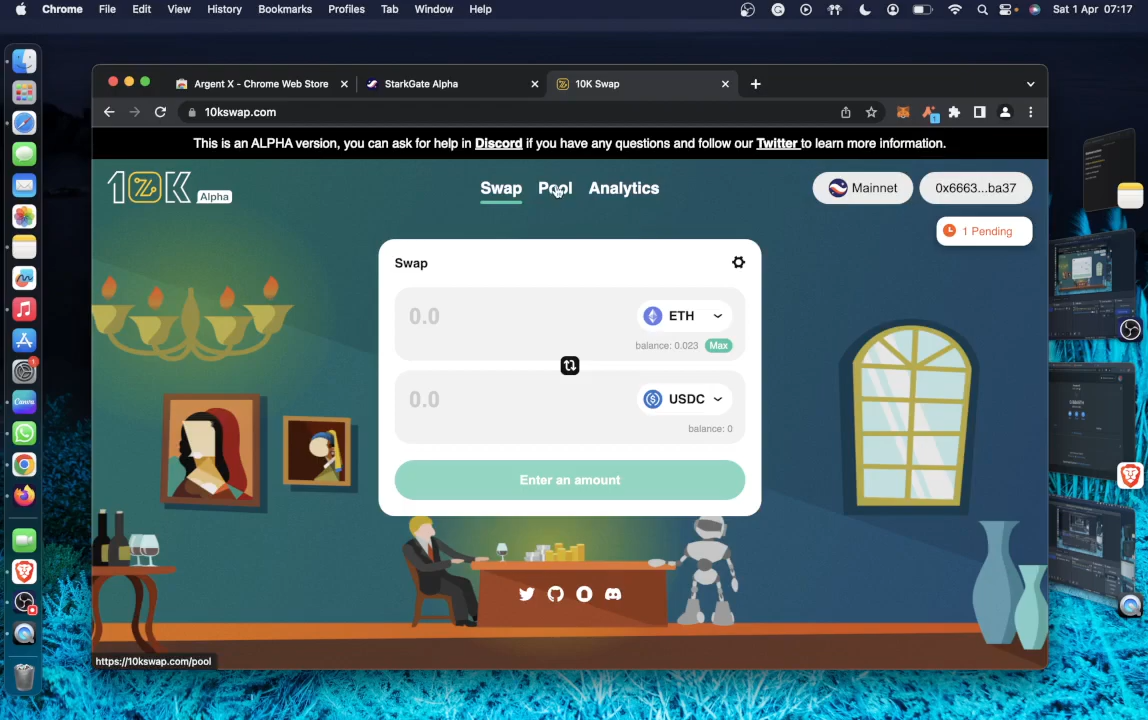 Chrome File Edit View History Bookmarks Profiles Tab Window Help Sat 1 Apr 07:17
Argent X - Chrome Web Store StarkGate Alpha 10K Swap
10kswap.com 1
This is an ALPHA version, you can ask for help in Discord if you have any questions and follow our Twitter to learn more information.
10K Alpha Swap Pool Analytics Mainnet 0x6663...ba37
1 Pending
Swap
0.0 ETH
balance: 0.023 Max
0.0 USDC
balance: 0
Enter an amount
https://10kswap.com/pool
1
Canva